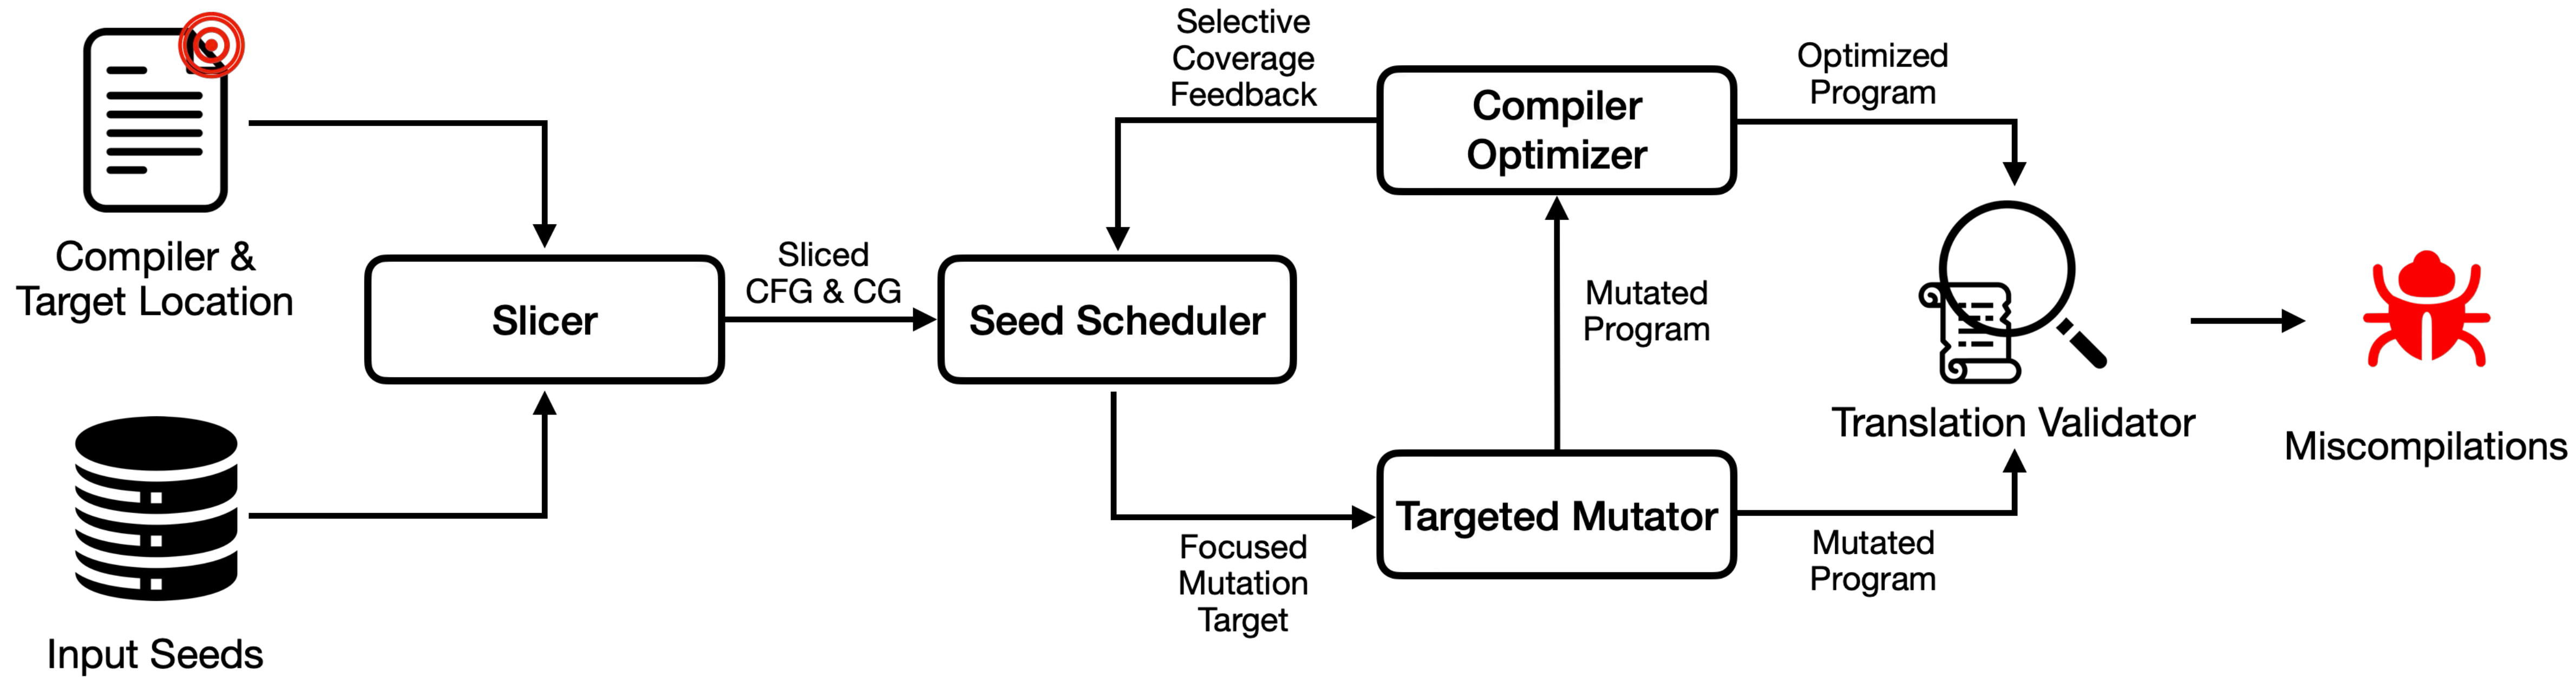 Compiler &
Target Location
Input Seeds
Slicer
Sliced
CFG & CG
Seed Scheduler
Selective
Coverage
Feedback
Focused
Mutation
Target
Compiler
Optimizer
Mutated
Program
Targeted Mutator
Optimized
Program
Mutated
Program
Translation Validator
Miscompilations